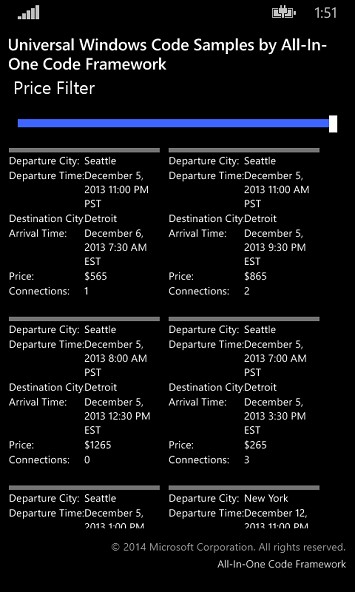 1:51
Universal Windows Code Samples by All-In-
One Code Framework
Price Filter
Departure City: Seattle
Departure Time:December 5,
2013 11:00 PM
PST
Destination CityDetroit
Arrival Time: December 6,
2013 7:30 AM
EST
Price: $565
Connections: 1
Departure City: Seattle
Departure Time:December 5,
2013 11:00 AM
PST
Destination CityDetroit
Arrival Time: December 5,
2013 9:30 PM
EST
Price: $865
Connections: 2
Departure City: Seattle
Departure Time:December 5,
2013 8:00 AM
PST
Destination CityDetroit
Arrival Time: December 5,
2013 12:30 PM
EST
Price: $1265
Connections: 0
Departure City: Seattle
Departure Time:December 5,
2013 7:00 AM
PST
Destination CityDetroit
Arrival Time: December 5,
2013 3:30 PM
EST
Price: $265
Connections: 3
Departure City: Seattle
Departure Time:December 5,
2013 1:00 PM
Departure City: New York
Departure Time:December 12,
2013 11:00 PM
© 2014 Microsoft Corporation. All rights reserved.
All-In-One Code Framework